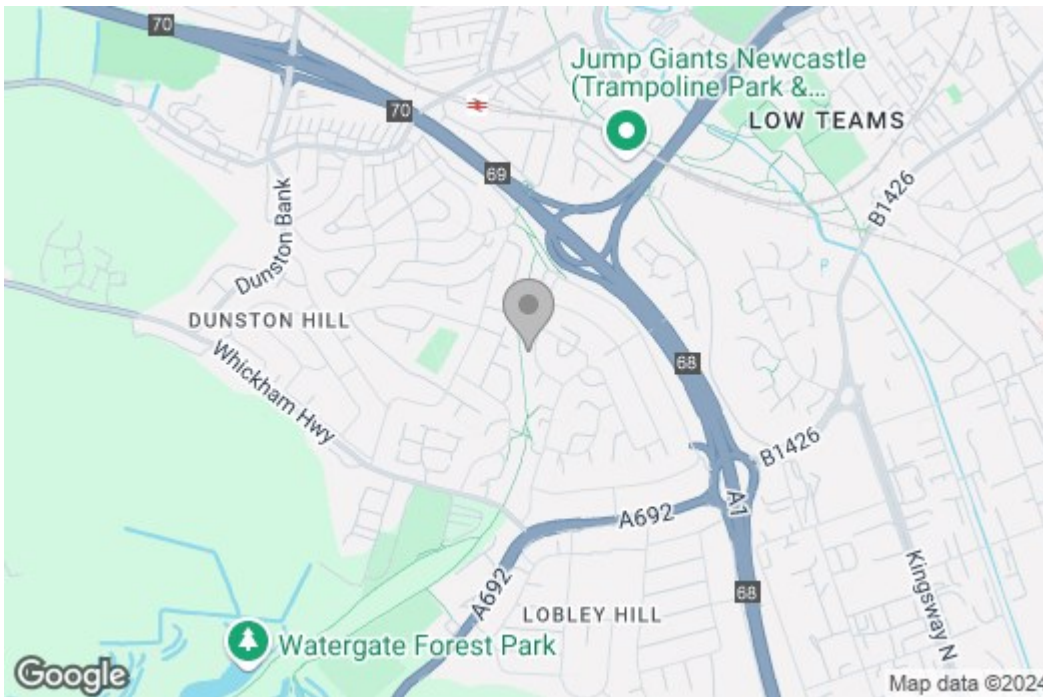 70
Jump Giants Newcastle
(Trampoline Park &...
70
LOW TEAMS
69
Dunston Bank
B1426
DUNSTON HILL
Whickham Hwy
68
B1426
A692
A1
A692
68
Kingsway N
LOBLEY HILL
Watergate Forest Park
Google
Map data ©2024